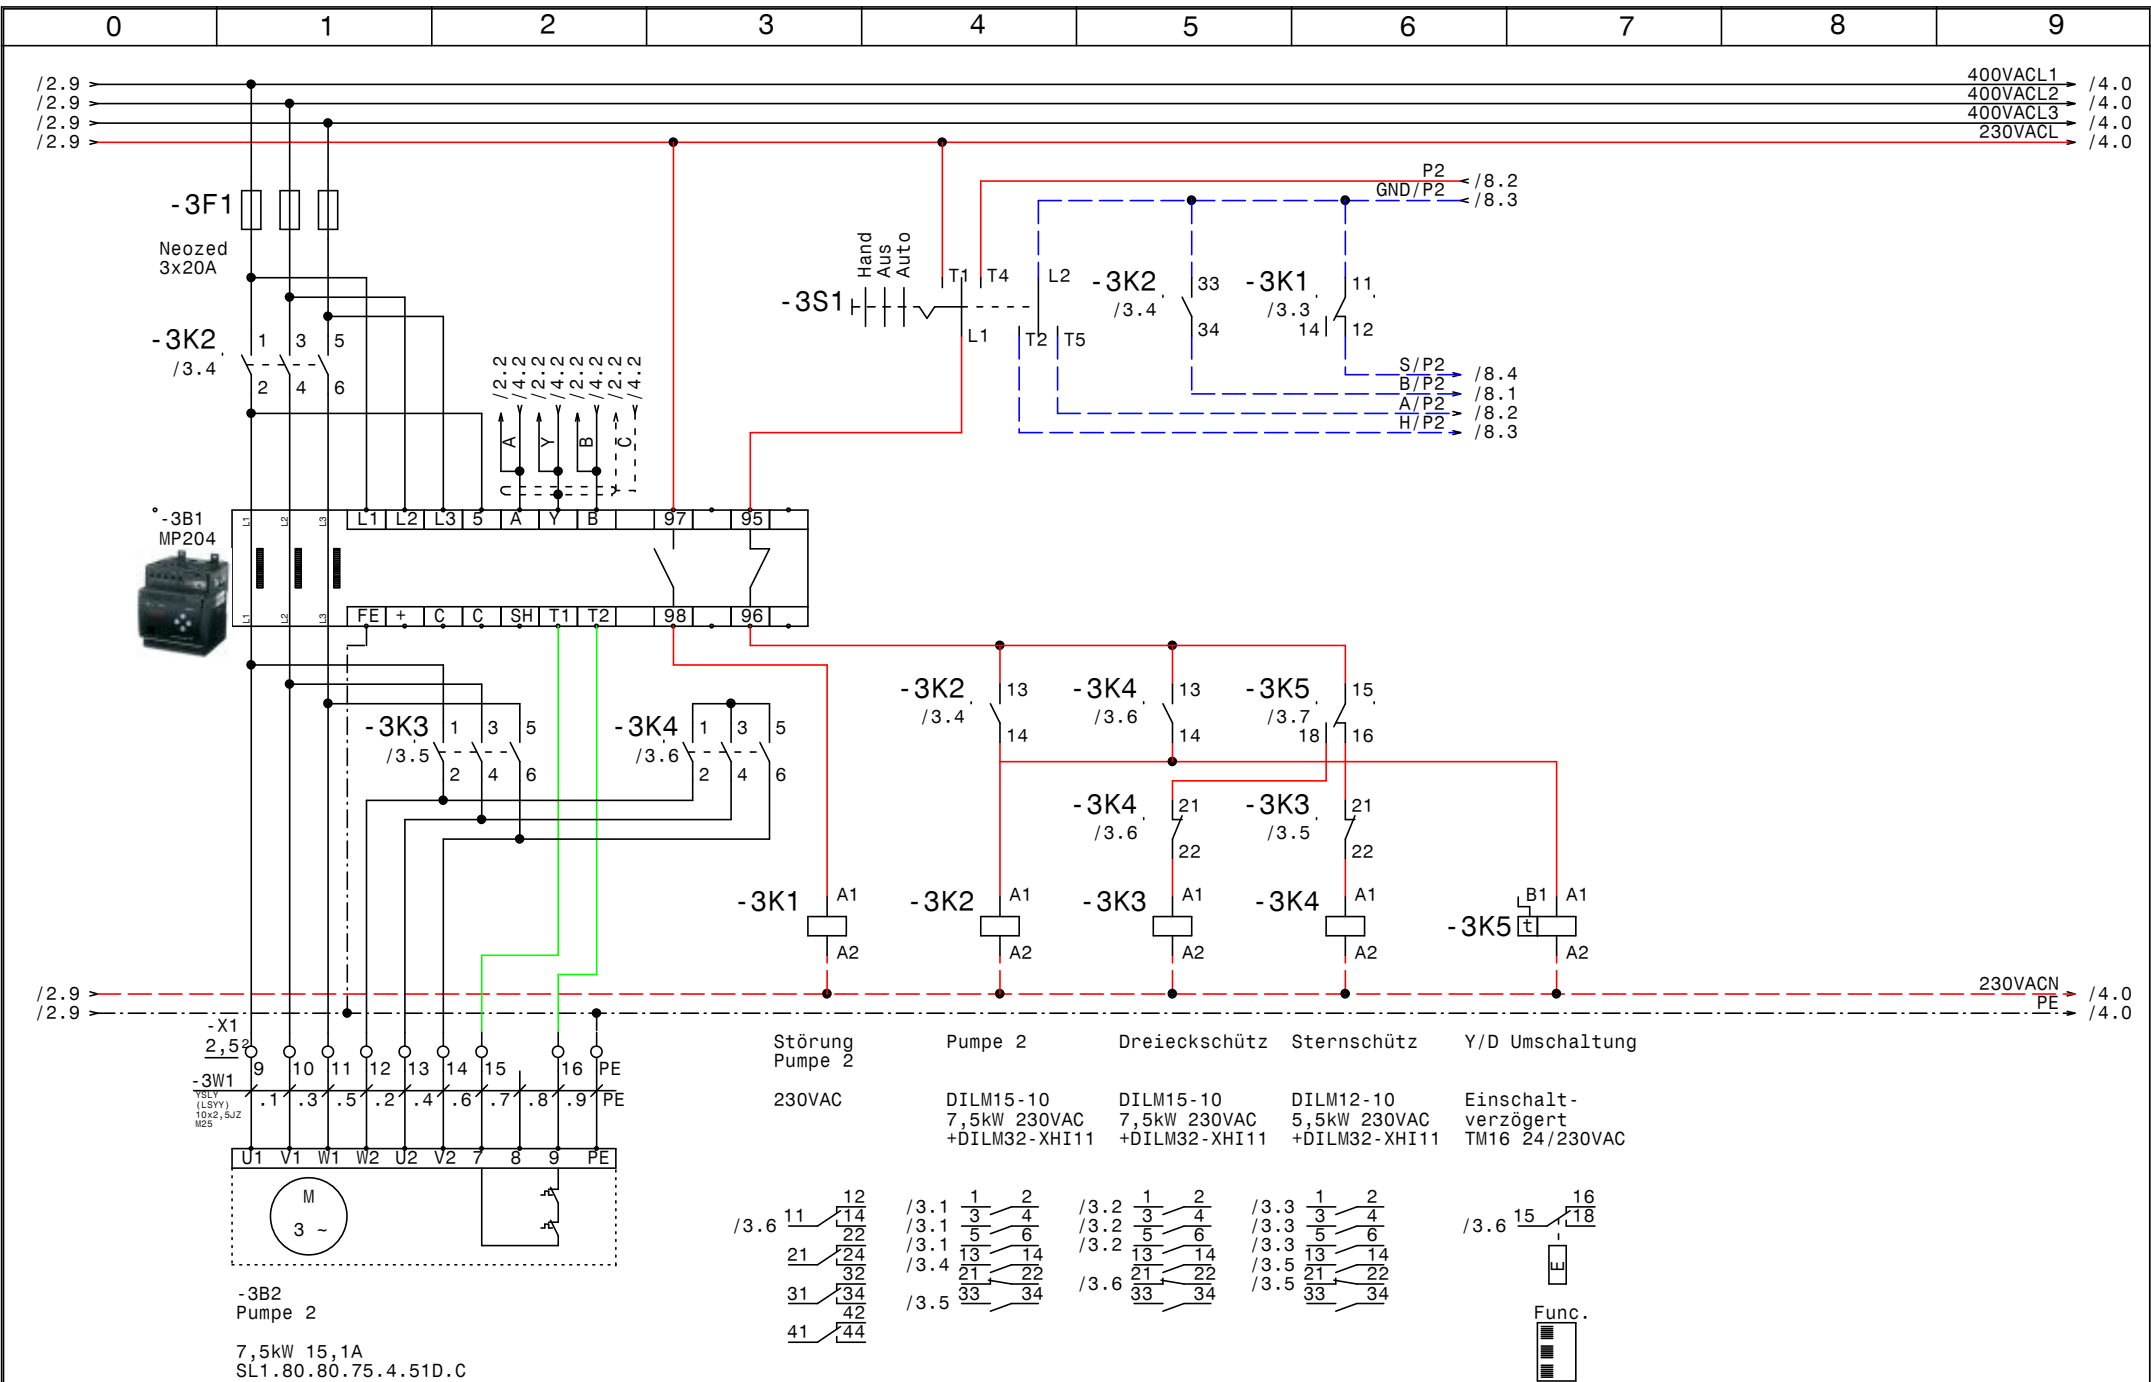 0 1 2 3 4 5 6 7 8 9
/2.9 400VACL1 /4.0
/2.9 400VACL2 /4.0
/2.9 400VACL3 /4.0
/2.9 230VACL /4.0
P2 /8.2
GND/P2 /8.3
-3F1
Neozed
3x20A
Hand
Aus
Auto
-3S1
T1 T4 L2
L1 T2 T5
-3K2 33
/3.4
34
-3K1 11
/3.3
14 12
S/P2 /8.4
B/P2 /8.1
A/P2 /8.2
H/P2 /8.3
-3K2 1 3 5
/3.4
2 4 6
/2.2 /4.2 /2.2 /4.2 /2.2 /4.2 /2.2 /4.2
A Y B C
-3B1
MP204
L1 L2 L3 L1 L2 L3 5 A Y B 97 95
L1 L2 L3 FE + C C SH T1 T2 98 96
-3K3 1 3 5
/3.5
2 4 6
-3K4 1 3 5
/3.6
2 4 6
-3K2 13
/3.4
14
-3K4 13
/3.6
14
-3K5 15
/3.7
18 16
-3K4 21
/3.6
22
-3K3 21
/3.5
22
-3K1 A1
A2
-3K2 A1
A2
-3K3 A1
A2
-3K4 A1
A2
-3K5 B1 A1
t
A2
/2.9 230VACN /4.0
/2.9 PE /4.0
-X1
2,5²
9 10 11 12 13 14 15 16 PE
-3W1
YSLY
(LSYY)
10x2,5JZ
M25
.1 .3 .5 .2 .4 .6 .7 .8 .9 PE
U1 V1 W1 W2 U2 V2 7 8 9 PE
M
3 ~
-3B2
Pumpe 2
7,5kW 15,1A
SL1.80.80.75.4.51D.C
Störung
Pumpe 2
230VAC
Pumpe 2
DILM15-10
7,5kW 230VAC
+DILM32-XHI11
Dreieckschütz
DILM15-10
7,5kW 230VAC
+DILM32-XHI11
Sternschütz
DILM12-10
5,5kW 230VAC
+DILM32-XHI11
Y/D Umschaltung
Einschalt-
verzögert
TM16 24/230VAC
12
/3.6 11 14
22
21 24
32
31 34
42
41 44
/3.1 1 2
/3.1 3 4
/3.1 5 6
/3.4 13 14
21 22
/3.5 33 34
/3.2 1 2
/3.2 3 4
/3.2 5 6
13 14
/3.6 21 22
33 34
/3.3 1 2
/3.3 3 4
/3.3 5 6
/3.5 13 14
/3.5 21 22
33 34
16
/3.6 15 18
E
Func.